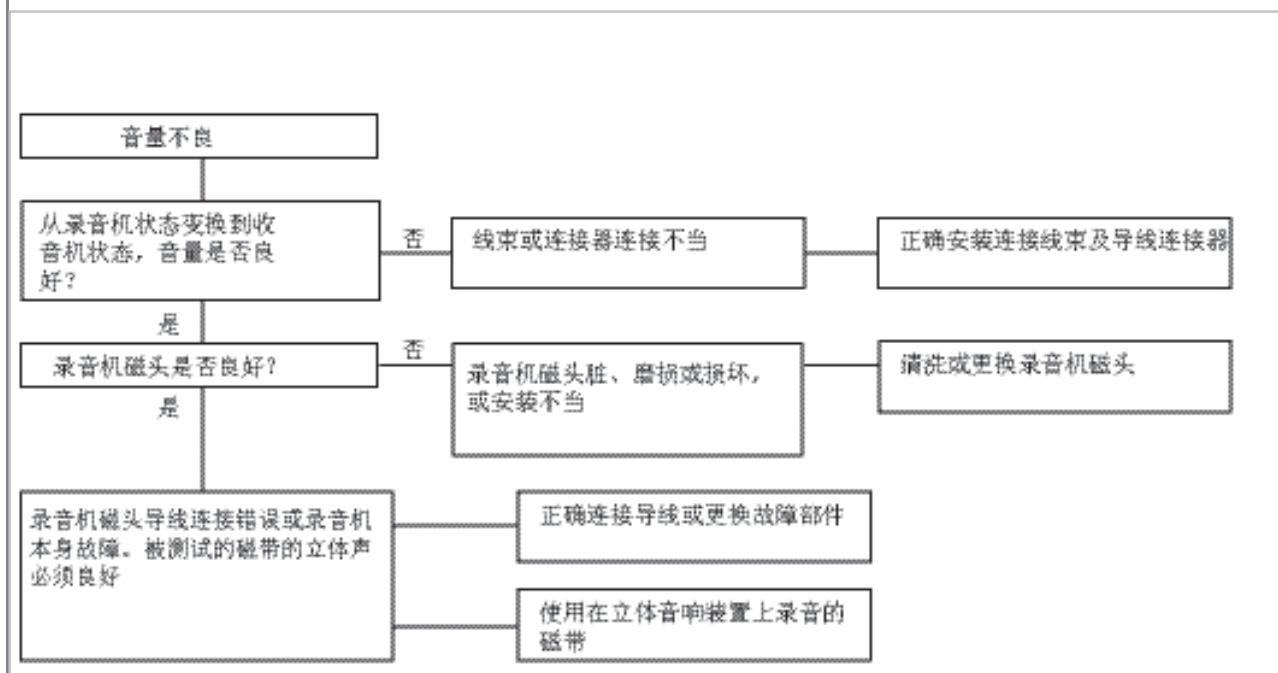 音量不良
从录音机状态变换到收
音机状态，音量是否良
好？
否
线束或连接器连接不当
正确安装连接线束及导线连接器
是
录音机磁头是否良好？
否
录音机磁头脏、磨损或损坏，
或安装不当
清洗或更换录音机磁头
是
录音机磁头导线连接错误或录音机
本身故障。被测试的磁带的立体声
必须良好
正确连接导线或更换故障部件
使用在立体音响装置上录音的
磁带